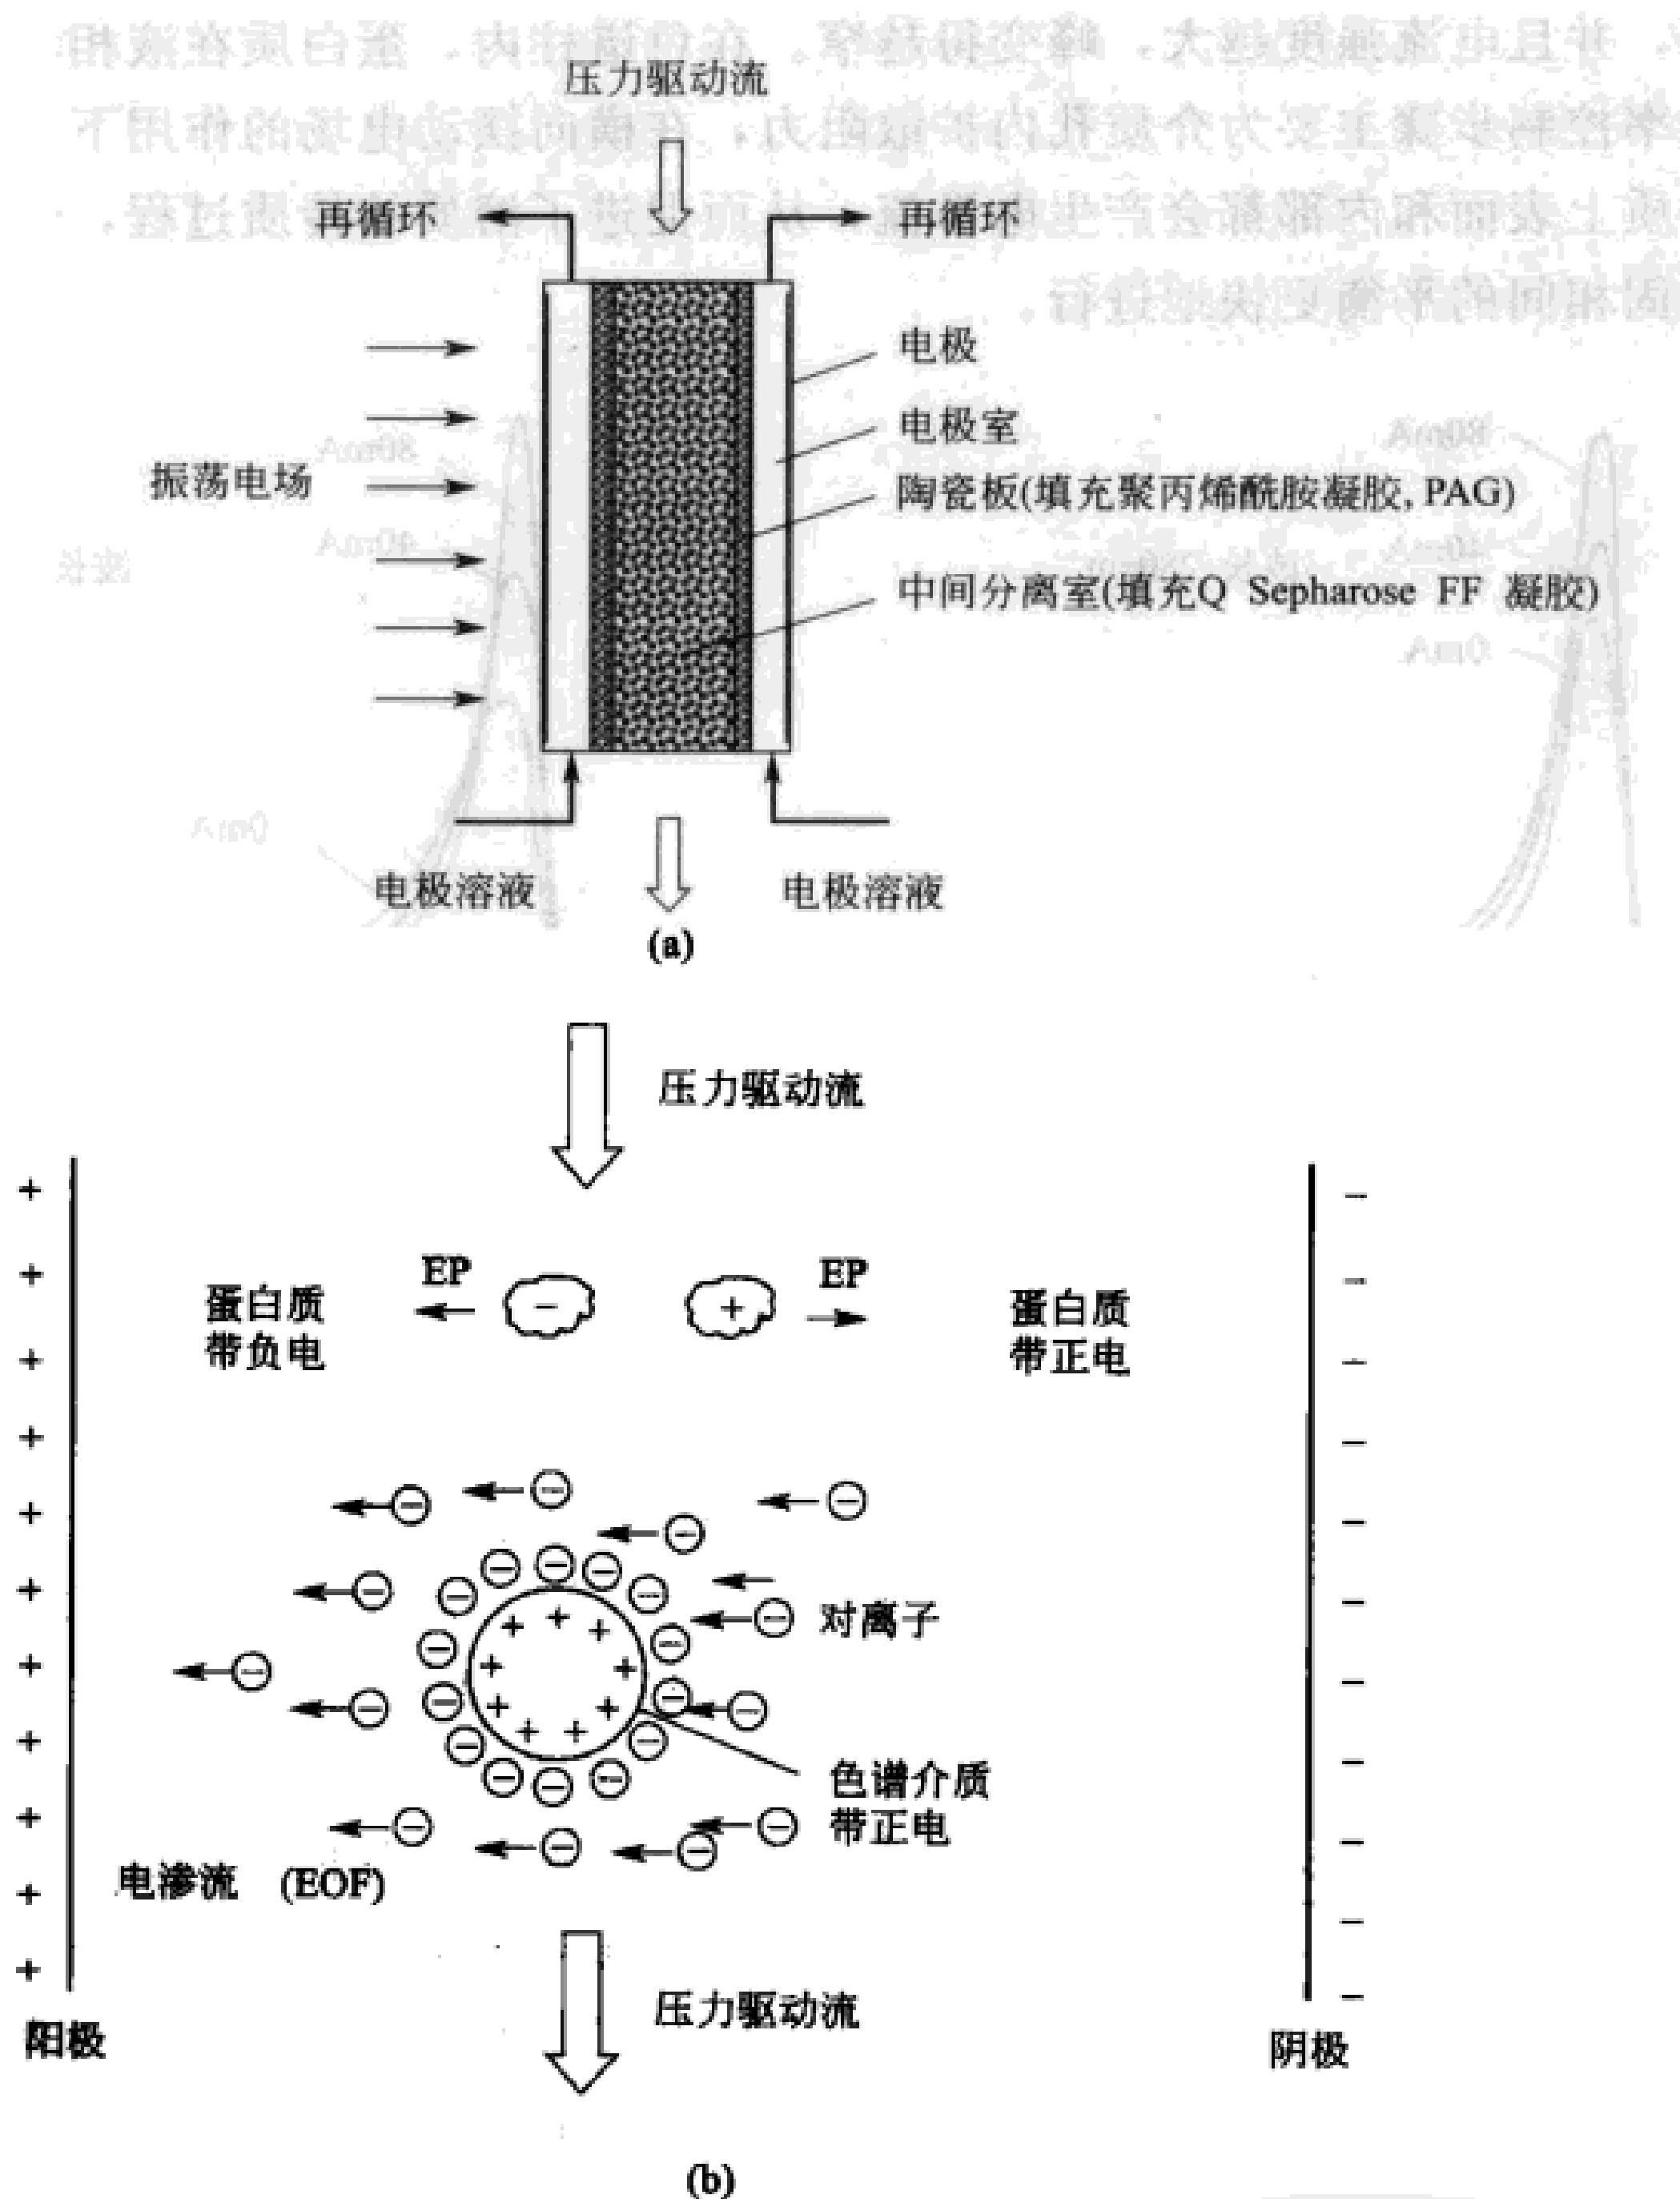 压力驱动流
再循环
再循环
电极
电极室
陶瓷板(填充聚丙烯酰胺凝胶, PAG)
振荡电场
中间分离室(填充Q Sepharose FF 凝胶)
电极溶液
电极溶液
(a)
压力驱动流
EP
EP
蛋白质
带负电
蛋白质
带正电
对离子
色谱介质
带正电
电渗流 (EOF)
压力驱动流
阳极
阴极
(b)